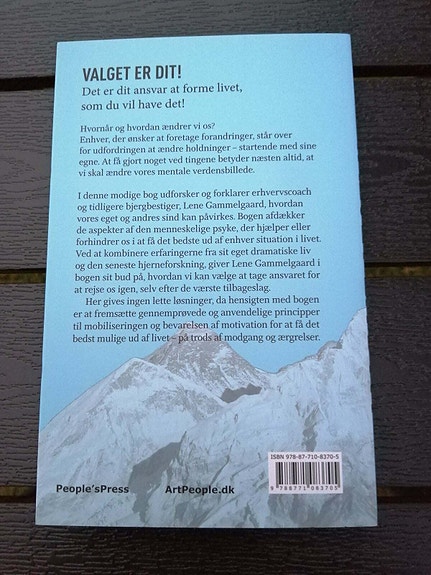 VALGET ER DIT!
Det er dit ansvar at forme livet,
som du vil have det!
Hvornår og hvordan ændrer vi os?
Enhver, der ønsker at foretage forandringer, står over
for udfordringen at ændre holdninger – startende med sine
egne. At få gjort noget ved tingene betyder næsten altid, at
vi skal ændre vores mentale verdensbillede.
I denne modige bog udforsker og forklarer erhvervscoach
og tidligere bjergbestiger, Lene Gammelgaard, hvordan
vores eget og andres sind kan påvirkes. Bogen afdækker
de aspekter af den menneskelige psyke, der hjælper eller
forhindrer os i at få det bedste ud af enhver situation i livet.
Ved at kombinere erfaringerne fra sit eget dramatiske liv
og den seneste hjerneforskning, giver Lene Gammelgaard i
bogen sit bud på, hvordan vi kan vælge at tage ansvaret for
at rejse os igen, selv efter de værste tilbageslag.
Her gives ingen lette løsninger, da hensigten med bogen
er at fremsætte gennemprøvede og anvendelige principper
til mobiliseringen og bevarelsen af motivation for at få det
bedst mulige ud af livet – på trods af modgang og ærgrelser.
ISBN 978-87-710-8370-5
9 788771 083705
People'sPress ArtPeople.dk